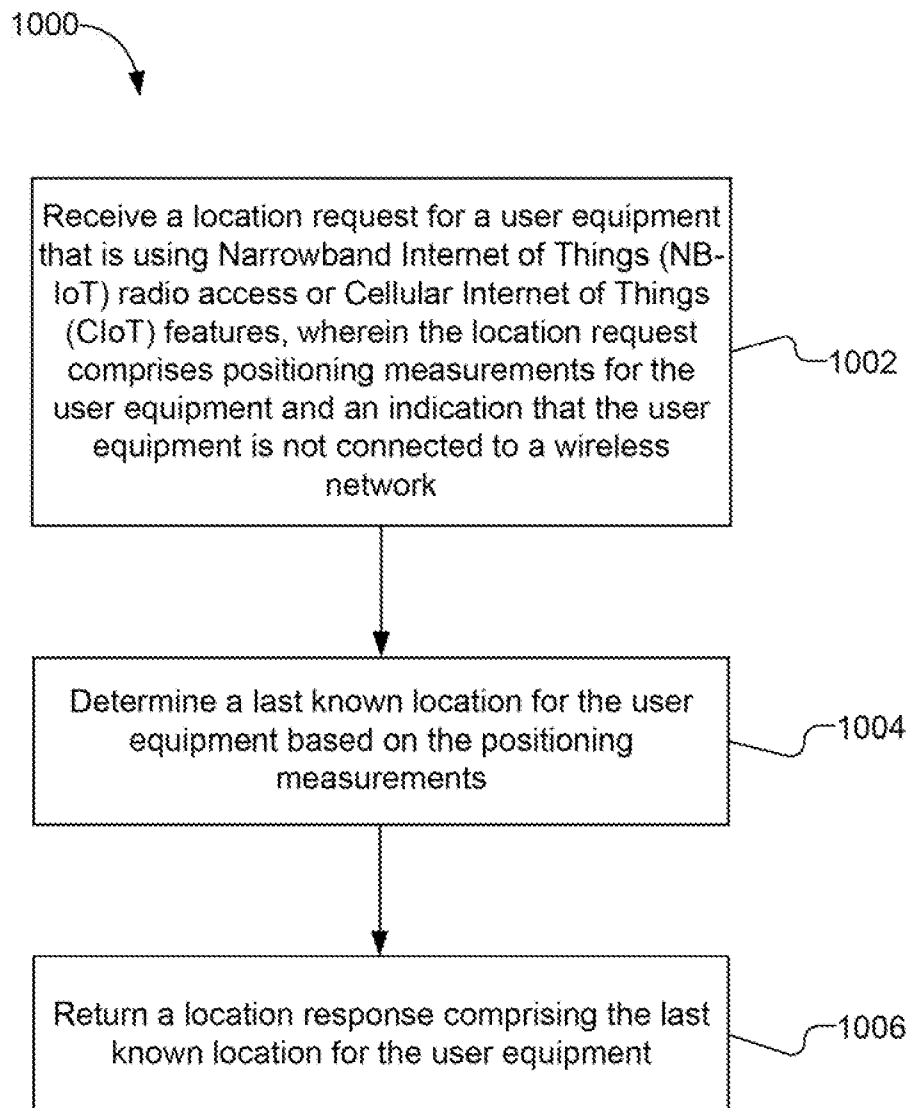 1000
Receive a location request for a user equipment
that is using Narrowband Internet of Things (NB-
IoT) radio access or Cellular Internet of Things
(CIoT) features, wherein the location request
comprises positioning measurements for the
user equipment and an indication that the user
equipment is not connected to a wireless
network
1002
Determine a last known location for the user
equipment based on the positioning
measurements
1004
Return a location response comprising the last
known location for the user equipment
1006